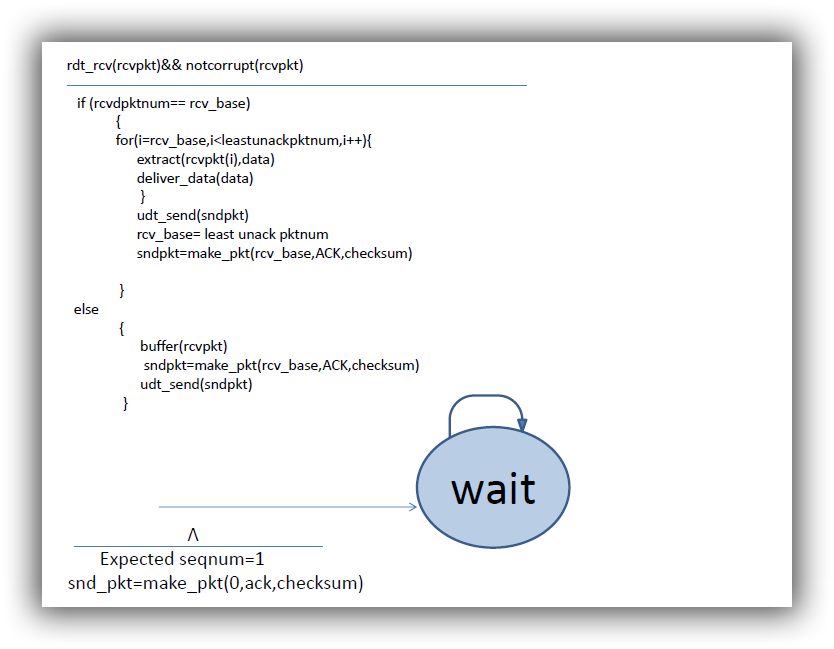 rdt_rcv(rcvpkt)&& notcorrupt(rcvpkt)
if (rcvdpktnum== rcv_base)
{
for(i=rcv_base,i<leastunackpktnum,i++){
extract(rcvpkt(i),data)
deliver_data(data)
}
udt_send(sndpkt)
rcv_base= least unack pktnum
sndpkt=make_pkt(rcv_base,ACK,checksum)
}
else
{
buffer(rcvpkt)
sndpkt=make_pkt(rcv_base,ACK,checksum)
udt_send(sndpkt)
}
wait
Λ
Expected seqnum=1
snd_pkt=make_pkt(0,ack,checksum)